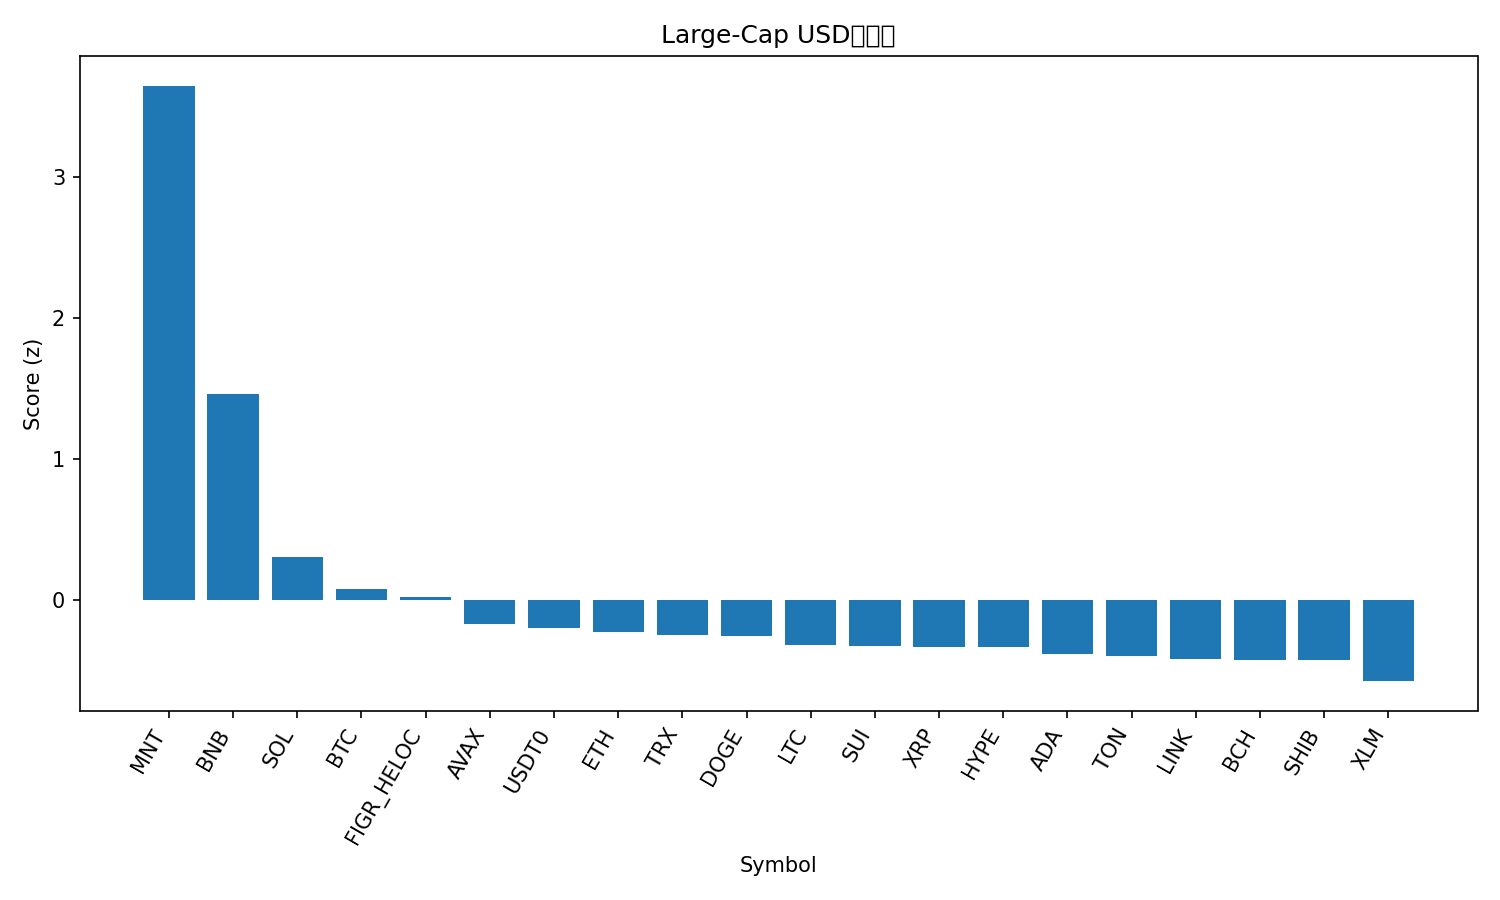 Large-Cap USD
Score (z)
3
2
1
0
MNT
BNB
SOL
BTC
FIGR_HELOC
AVAX
USDT0
ETH
TRX
DOGE
LTC
SUI
XRP
HYPE
ADA
TON
LINK
BCH
SHIB
XLM
Symbol